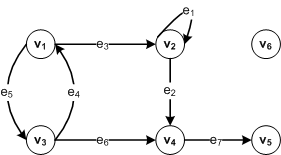 e₁
v₁ e₃ v₂ v₆
e₅ e₄ e₂
v₃ e₆ v₄ e₇ v₅